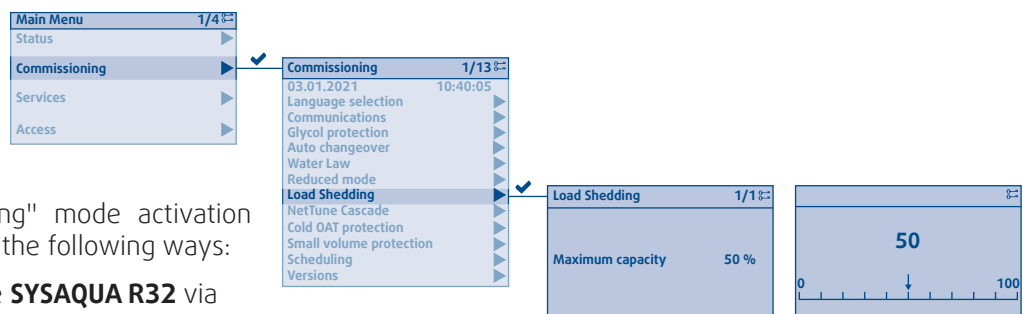 Main Menu 1/4
Status
Commissioning
Services
Access
Commissioning 1/13
03.01.2021 10:40:05
Language selection
Communications
Glycol protection
Auto changeover
Water Law
Reduced mode
Load Shedding
NetTune Cascade
Cold OAT protection
Small volume protection
Scheduling
Versions
Load Shedding 1/1
Maximum capacity 50 %
50
0 100
ng" mode activation
the following ways:
SYSAQUA R32 via